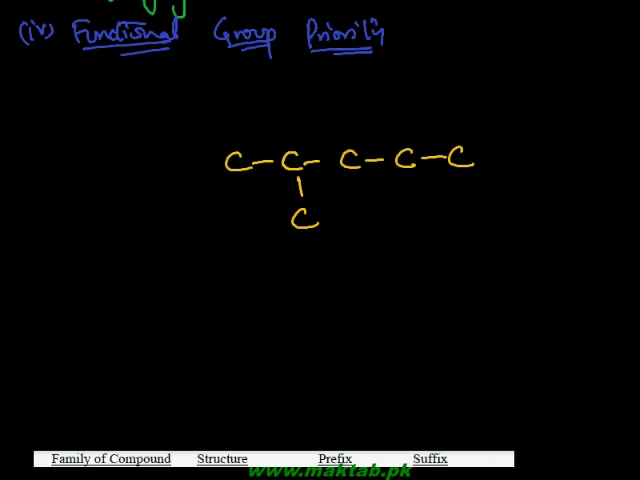 (iv) Functional Group Priority
C - C - C - C - C
|
C
Family of Compound Structure Prefix Suffix
www.maktab.pk